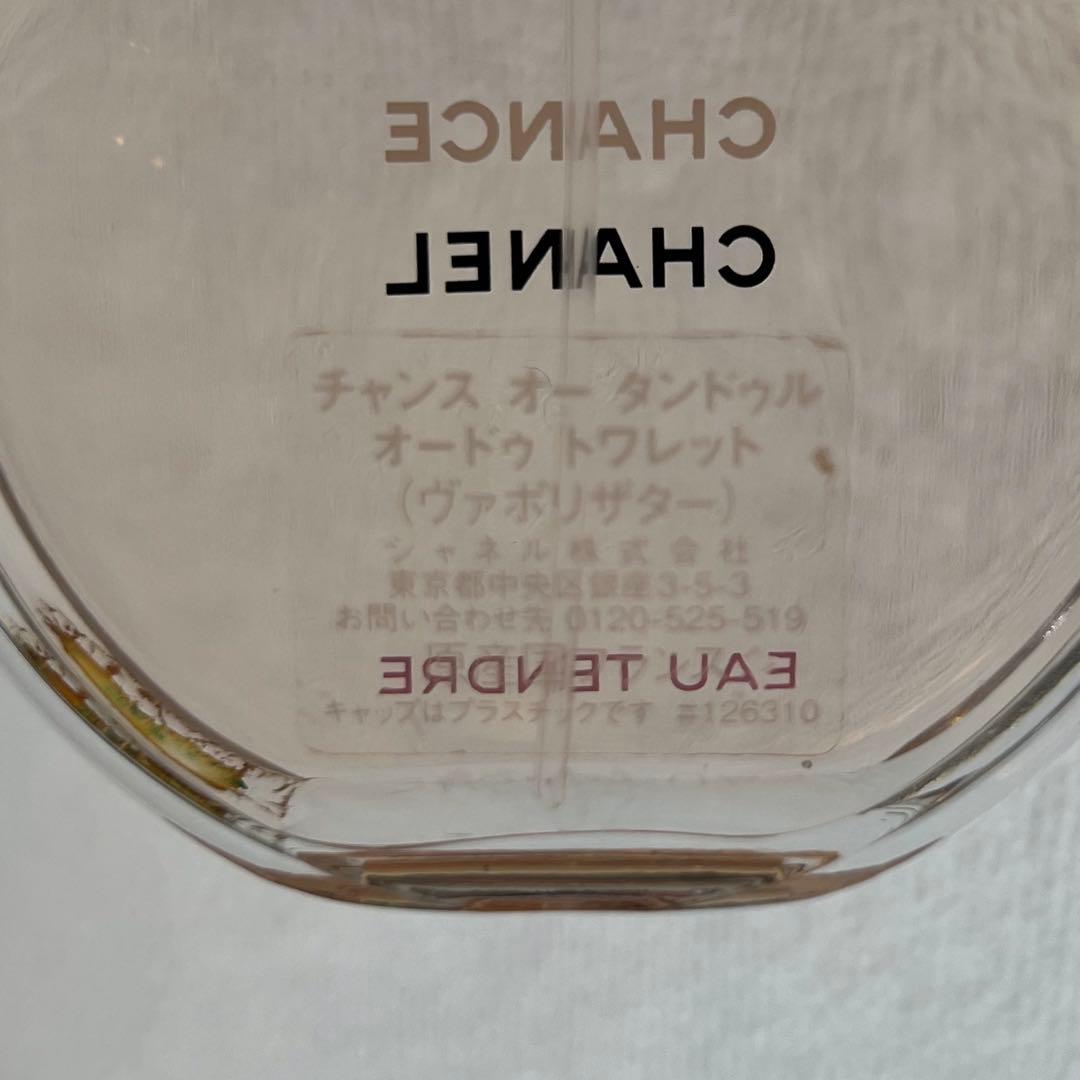 CHANCE
CHANEL
チャンス オー タンドゥル
オードゥ トワレット
(ヴァポリザター)
シャネル株式会社
東京都中央区銀座3-5-3
お問い合わせ先 0120-525-519
EAU TENDRE
キャップはプラスチックです #126310